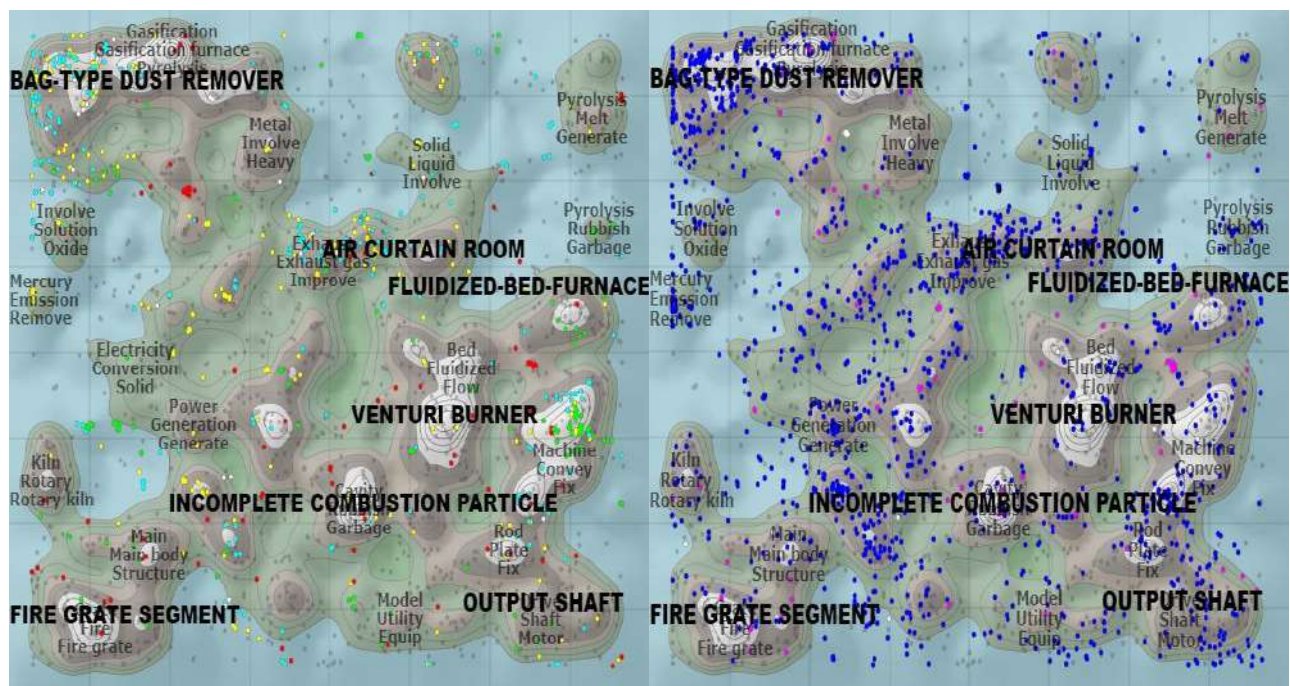 Gasification
Gasification furnace
Pyrolysis
BAG-TYPE DUST REMOVER
Metal
Involve
Heavy
Solid
Liquid
Involve
Pyrolysis
Melt
Generate
Involve
Solution
Oxide
Pyrolysis
Rubbish
Garbage
AIR CURTAIN ROOM
Exhaust
Exhaust gas
Improve
Mercury
Emission
Remove
FLUIDIZED-BED-FURNACE
Electricity
Conversion
Solid
Bed
Fluidized
Flow
Power
Generation
Generate
VENTURI BURNER
Machine
Convey
Fix
Kiln
Rotary
Rotary kiln
INCOMPLETE COMBUSTION PARTICLE
Cavity
Garbage
Main
Main body
Structure
Rod
Plate
Fix
FIRE GRATE SEGMENT
Fire
Fire grate
Model
Utility
Equip
OUTPUT SHAFT
Shaft
Motor
Gasification
Gasification furnace
BAG-TYPE DUST REMOVER
Metal
Involve
Heavy
Solid
Liquid
Involve
Pyrolysis
Melt
Generate
Involve
Solution
Oxide
Pyrolysis
Rubbish
Garbage
AIR CURTAIN ROOM
Exhaust gas
Improve
Mercury
Emission
Remove
FLUIDIZED-BED-FURNACE
Bed
Fluidized
Flow
Power
Generation
Generate
VENTURI BURNER
Machine
Convey
Fix
Kiln
Rotary
Rotary kiln
INCOMPLETE COMBUSTION PARTICLE
Cavity
Garbage
Main
Main body
Structure
Rod
Plate
Fix
FIRE GRATE SEGMENT
Fire
Fire grate
Model
Utility
Equip
OUTPUT SHAFT
Shaft
Motor